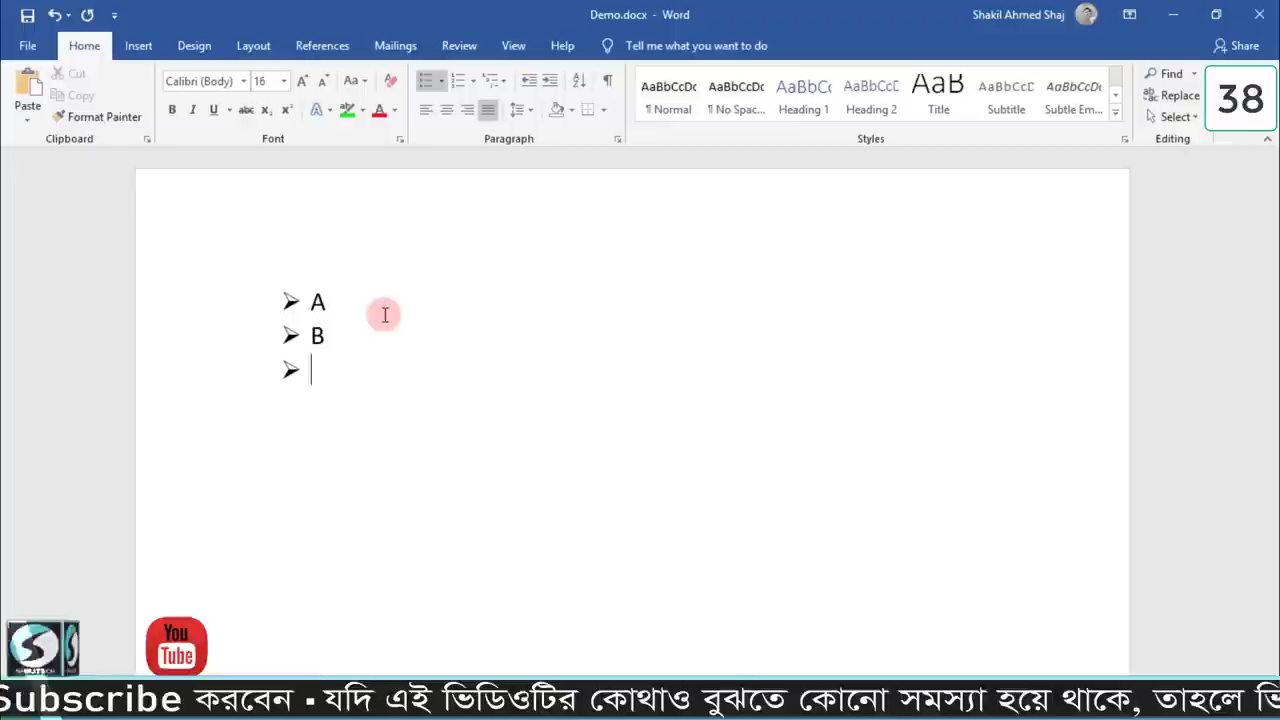 Demo.docx - Word
Shakil Ahmed Shaj
File Home Insert Design Layout References Mailings Review View Help Tell me what you want to do Share
Paste
Cut
Copy
Format Painter
Clipboard
Calibri (Body) 16
Font
Paragraph
AaBbCcDc AaBbCcDc AaBbCc AaBbCcD AaB AaBbCcD AaBbCcDc
¶ Normal ¶ No Spac... Heading 1 Heading 2 Title Subtitle Subtle Em...
Styles
Find
Replace
Select
Editing
38
➢ A
➢ B
➢
You
Tube
Subscribe করবেন • যদি এই ভিডিওটির কোথাও বুঝতে কোনো সমস্যা হয়ে থাকে, তাহলে ভি